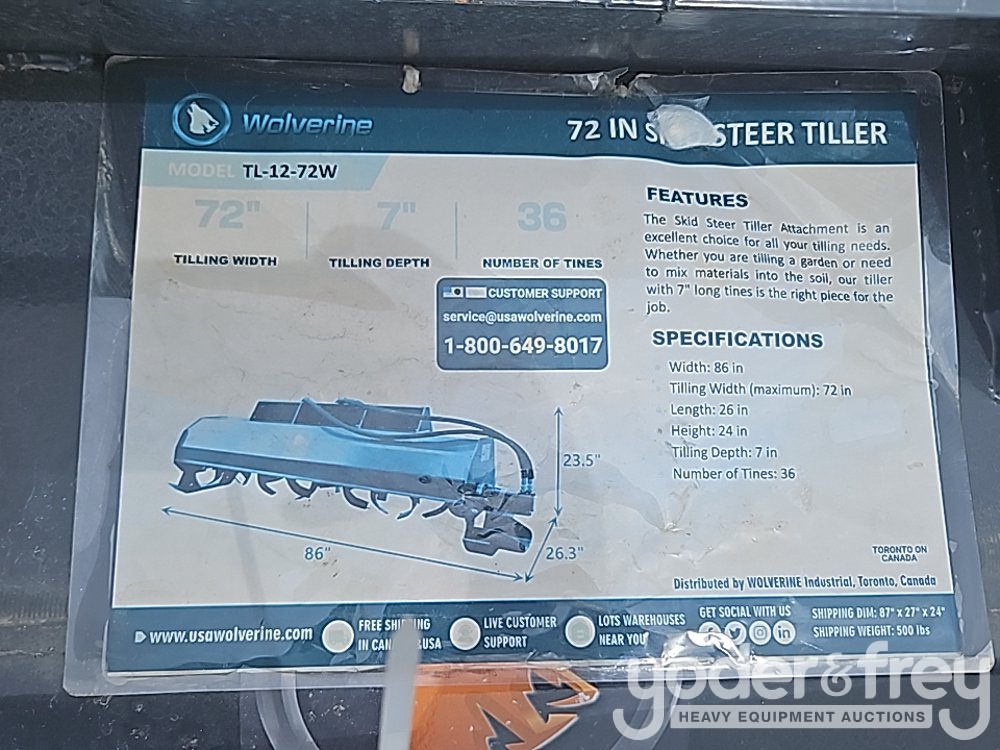 Wolverine
72 IN STEER TILLER
MODEL TL-12-72W
72"
7"
36
TILLING WIDTH
TILLING DEPTH
NUMBER OF TINES
CUSTOMER SUPPORT
service@usawolverine.com
1-800-649-8017
FEATURES
The Skid Steer Tiller Attachment is an
excellent choice for all your tilling needs.
Whether you are tilling a garden or need
to mix materials into the soil, our tiller
with 7" long tines is the right piece for the
job.
SPECIFICATIONS
Width: 86 in
Tilling Width (maximum): 72 in
Length: 26 in
Height: 24 in
Tilling Depth: 7 in
Number of Tines: 36
23.5"
86"
26.3"
TORONTO ON
CANADA
Distributed by WOLVERINE Industrial, Toronto, Canada
www.usawolverine.com
FREE SHIPPING
IN CANADA & USA
LIVE CUSTOMER
SUPPORT
LOTS WAREHOUSES
NEAR YOU
GET SOCIAL WITH US
SHIPPING DIM: 87" x 27" x 24"
SHIPPING WEIGHT: 500 lbs
yoder & frey
HEAVY EQUIPMENT AUCTIONS